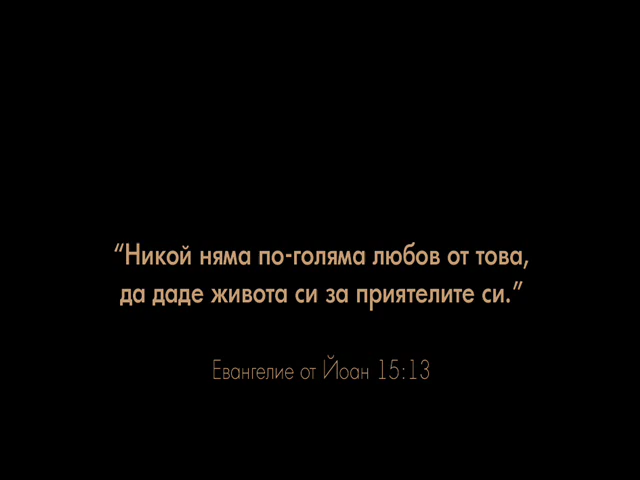 “Никой няма по-голяма любов от това,
да даде живота си за приятелите си.”
Евангелие от Йоан 15:13